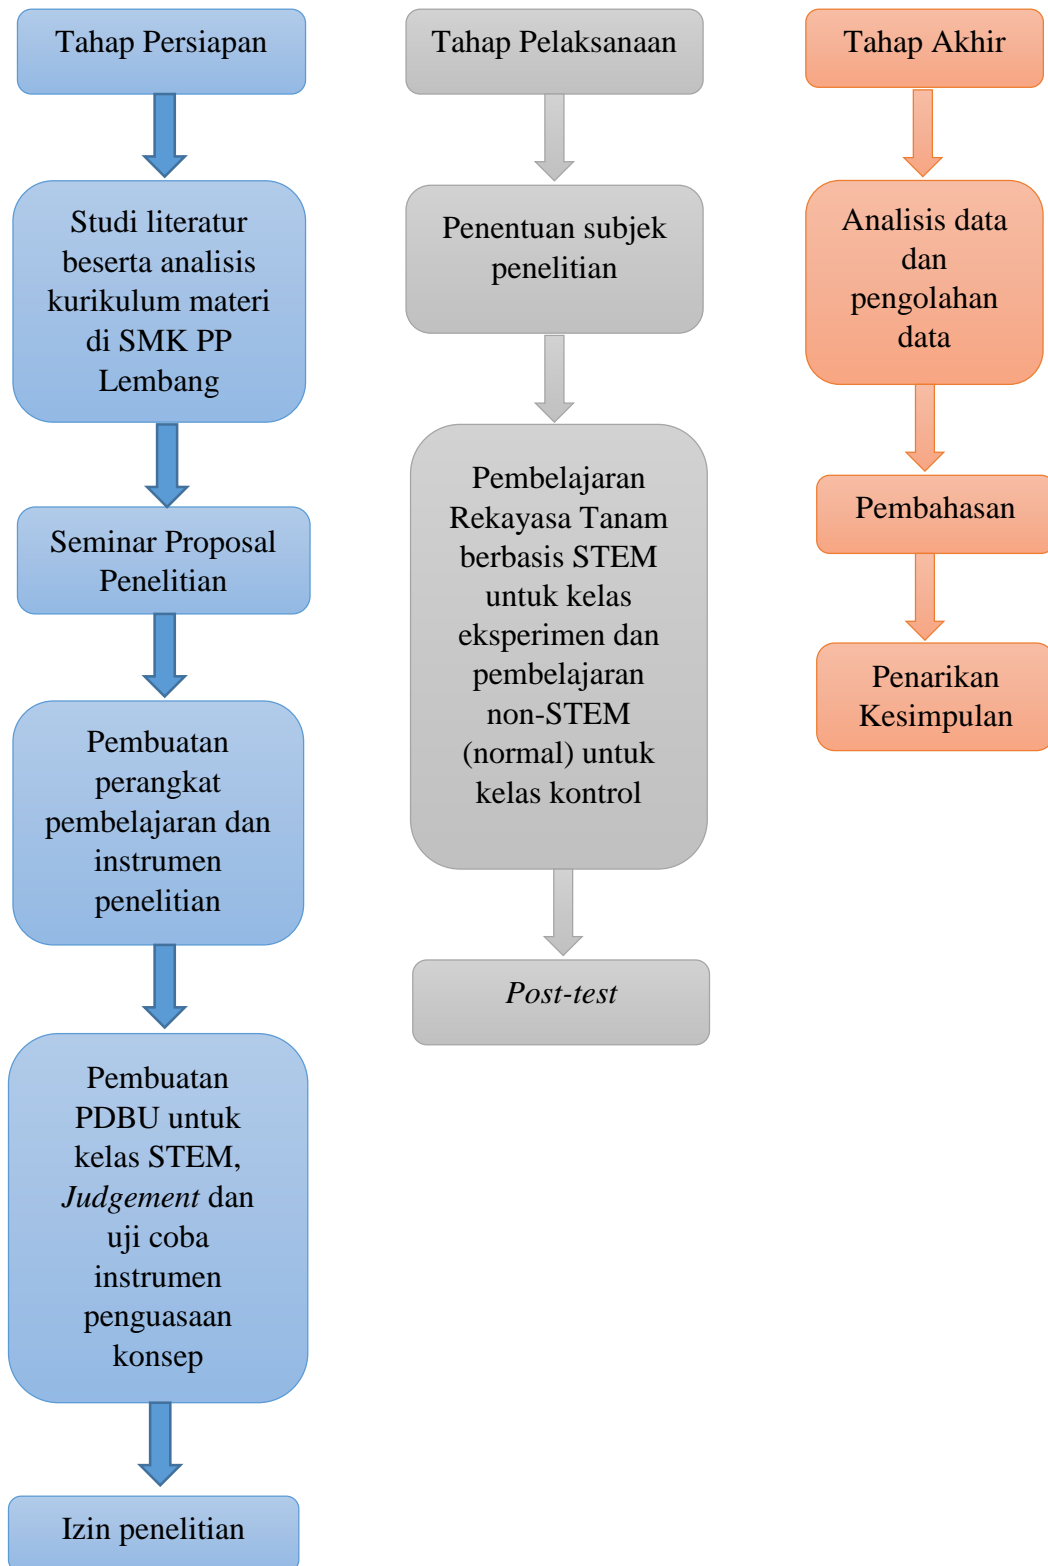 Tahap Persiapan
Studi literatur
beserta analisis
kurikulum materi
di SMK PP
Lembang
Seminar Proposal
Penelitian
Pembuatan
perangkat
pembelajaran dan
instrumen
penelitian
Pembuatan
PDBU untuk
kelas STEM,
Judgement dan
uji coba
instrumen
penguasaan
konsep
Izin penelitian
Tahap Pelaksanaan
Penentuan subjek
penelitian
Pembelajaran
Rekayasa Tanam
berbasis STEM
untuk kelas
eksperimen dan
pembelajaran
non-STEM
(normal) untuk
kelas kontrol
Post-test
Tahap Akhir
Analisis data
dan
pengolahan
data
Pembahasan
Penarikan
Kesimpulan